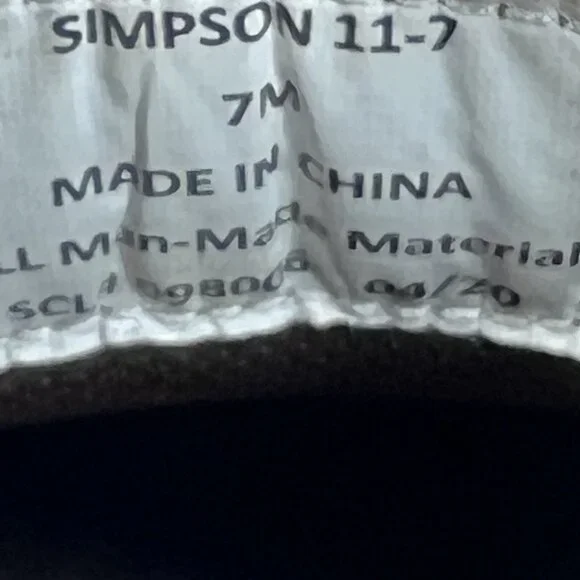 SIMPSON 11-7
7M
MADE IN CHINA
Man-Made Material
04/20